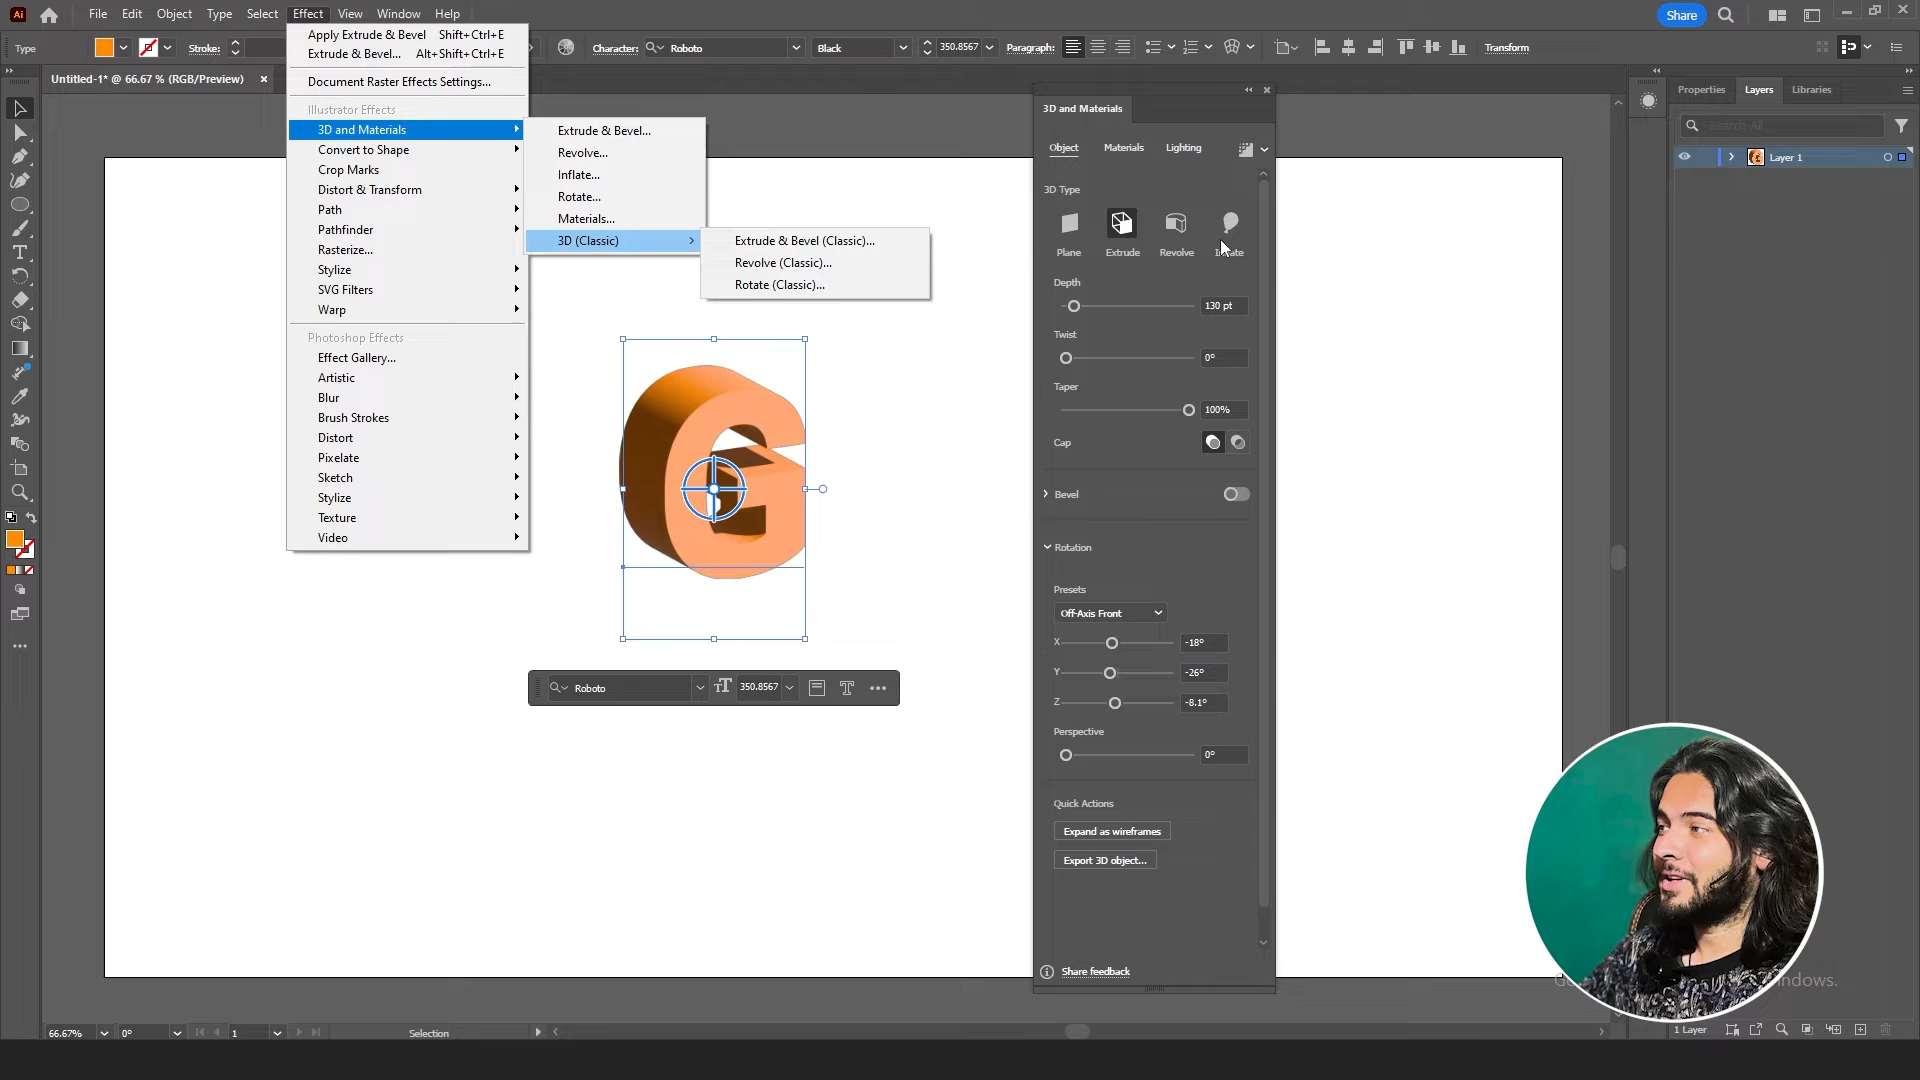 Ai
File Edit Object Type Select Effect View Window Help
Share
Type
Stroke:
Character: Roboto Black 350.8567 Paragraph: Transform
Untitled-1* @ 66.67 % (RGB/Preview) ×
Apply Extrude & Bevel Shift+Ctrl+E
Extrude & Bevel... Alt+Shift+Ctrl+E
Document Raster Effects Settings...
Illustrator Effects
3D and Materials
Convert to Shape
Crop Marks
Distort & Transform
Path
Pathfinder
Rasterize...
Stylize
SVG Filters
Warp
Photoshop Effects
Effect Gallery...
Artistic
Blur
Brush Strokes
Distort
Pixelate
Sketch
Stylize
Texture
Video
Extrude & Bevel...
Revolve...
Inflate...
Rotate...
Materials...
3D (Classic)
Extrude & Bevel (Classic)...
Revolve (Classic)...
Rotate (Classic)...
G
Roboto 350.8567
3D and Materials
Object Materials Lighting
3D Type
Plane Extrude Revolve
Depth
130 pt
Twist
0°
Taper
100%
Cap
Bevel
Rotation
Presets
Off-Axis Front
X -18°
Y -26°
Z -8.1°
Perspective
0°
Quick Actions
Expand as wireframes
Export 3D object...
Share feedback
Properties Layers Libraries
Search All
Layer 1
1 Layer
66.67% 0° 1 Selection